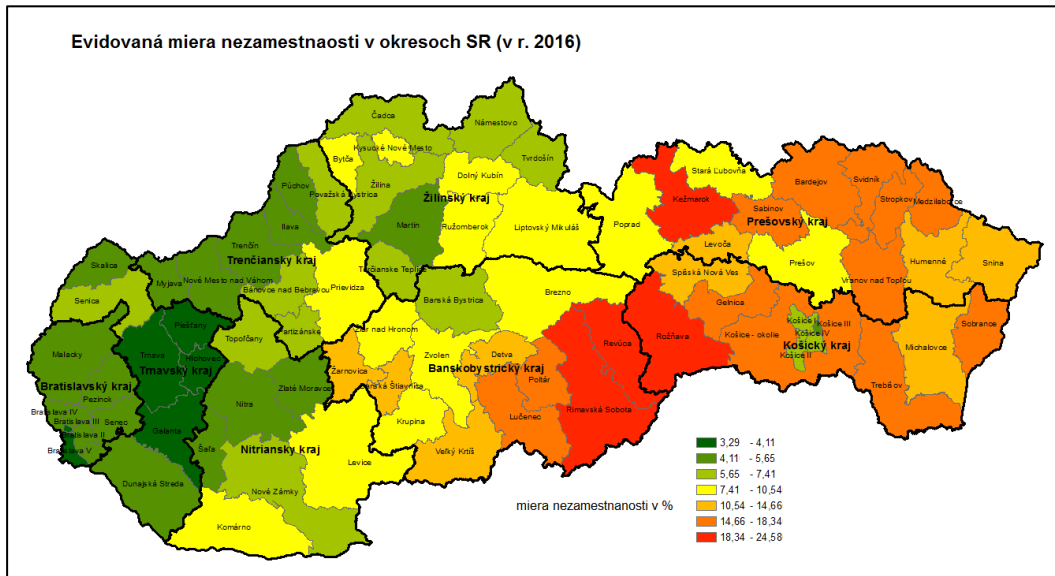 Evidovaná miera nezamestnaosti v okresoch SR (v r. 2016)
Čadca
Námestovo
Kysucké Nové Mesto
Bytča
Tvrdošín
Dolný Kubín
Stará Ľubovňa
Púchov
Považská Bystrica
Žilina
Žilinský kraj
Bardejov
Svidník
Stropkov
Medzilaborce
Kežmarok
Sabinov
Prešovský kraj
Ilava
Martin
Ružomberok
Liptovský Mikuláš
Poprad
Levoča
Trenčín
Trenčiansky kraj
Prešov
Humenné
Snina
Skalica
Myjava
Nové Mesto nad Váhom
Turčianske Teplice
Spišská Nová Ves
Vranov nad Topľou
Bánovce nad Bebravou
Prievidza
Senica
Banská Bystrica
Brezno
Gelnica
Piešťany
Partizánske
Žiar nad Hronom
Košice I
Košice III
Sobrance
Topoľčany
Rožňava
Košice - okolie
Košice IV
Košický kraj
Michalovce
Malacky
Trnava
Hlohovec
Zvolen
Detva
Revúca
Košice II
Trnavský kraj
Žarnovica
Banskobystrický kraj
Poltár
Trebišov
Bratislavský kraj
Zlaté Moravce
Banská Štiavnica
Pezinok
Nitra
Rimavská Sobota
Bratislava IV
Bratislava III
Senec
Krupina
Lučenec
Bratislava II
Galanta
Bratislava V
Šaľa
Nitriansky kraj
Levice
Veľký Krtíš
Dunajská Streda
Nové Zámky
Komárno
miera nezamestnanosti v %
3,29 - 4,11
4,11 - 5,65
5,65 - 7,41
7,41 - 10,54
10,54 - 14,66
14,66 - 18,34
18,34 - 24,58